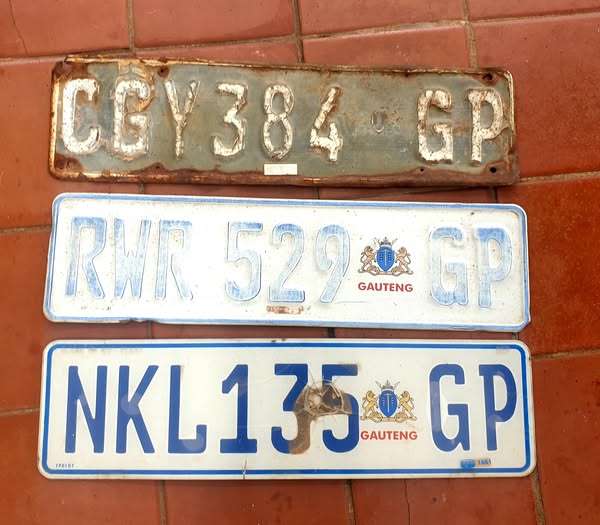 CGY384 GP
RWR 529 GP
GAUTENG
NKL135 GP
GAUTENG